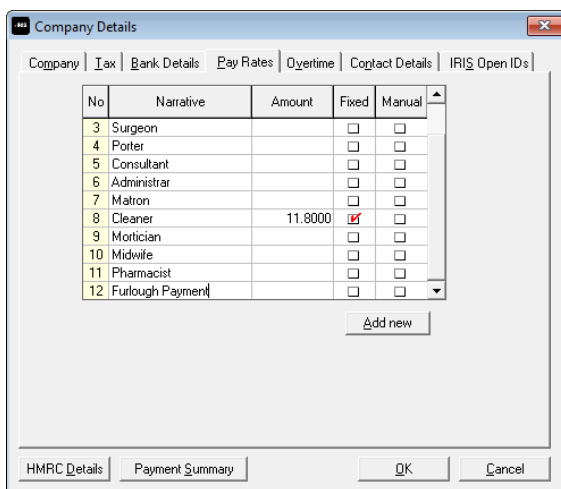 IRIS Company Details
Company Tax Bank Details Pay Rates Overtime Contact Details IRIS Open IDs
No Narrative Amount Fixed Manual
3 Surgeon
4 Porter
5 Consultant
6 Administrar
7 Matron
8 Cleaner 11.8000
9 Mortician
10 Midwife
11 Pharmacist
12 Furlough Payment
Add new
HMRC Details Payment Summary OK Cancel